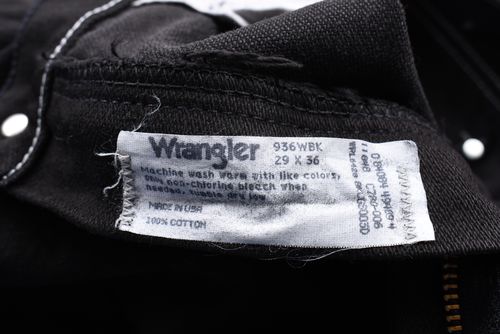 Wrangler
936WBK
29 X 36
Machine wash warm with like colors,
Only non-chlorine bleach when
needed, tumble dry low
MADE IN USA
100% COTTON